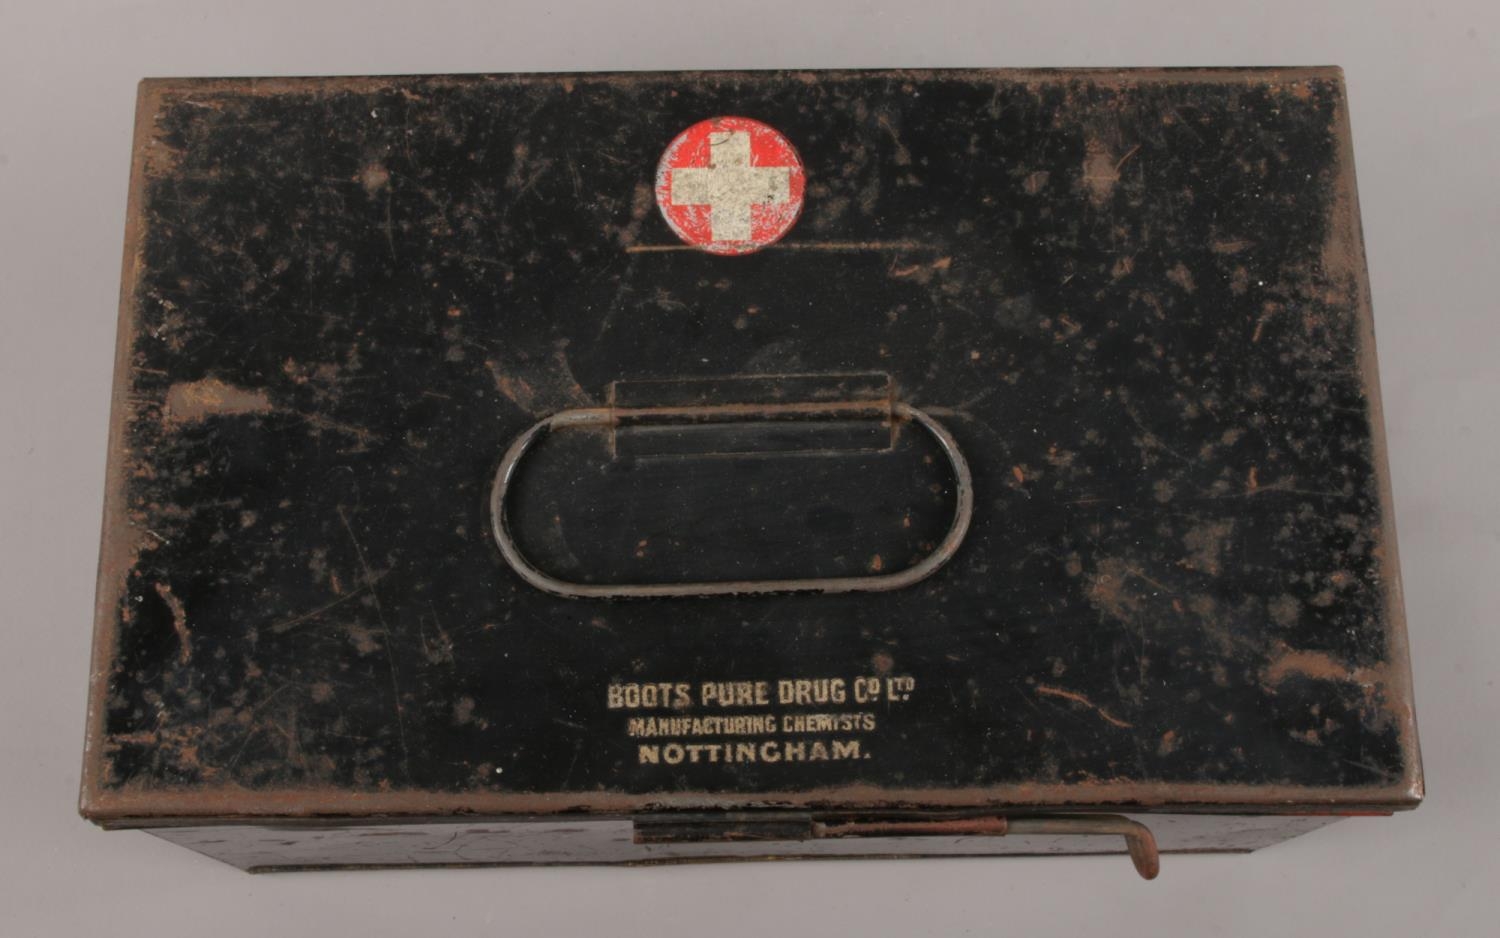 BOOTS PURE DRUG CO LTD
MANUFACTURING CHEMISTS
NOTTINGHAM.